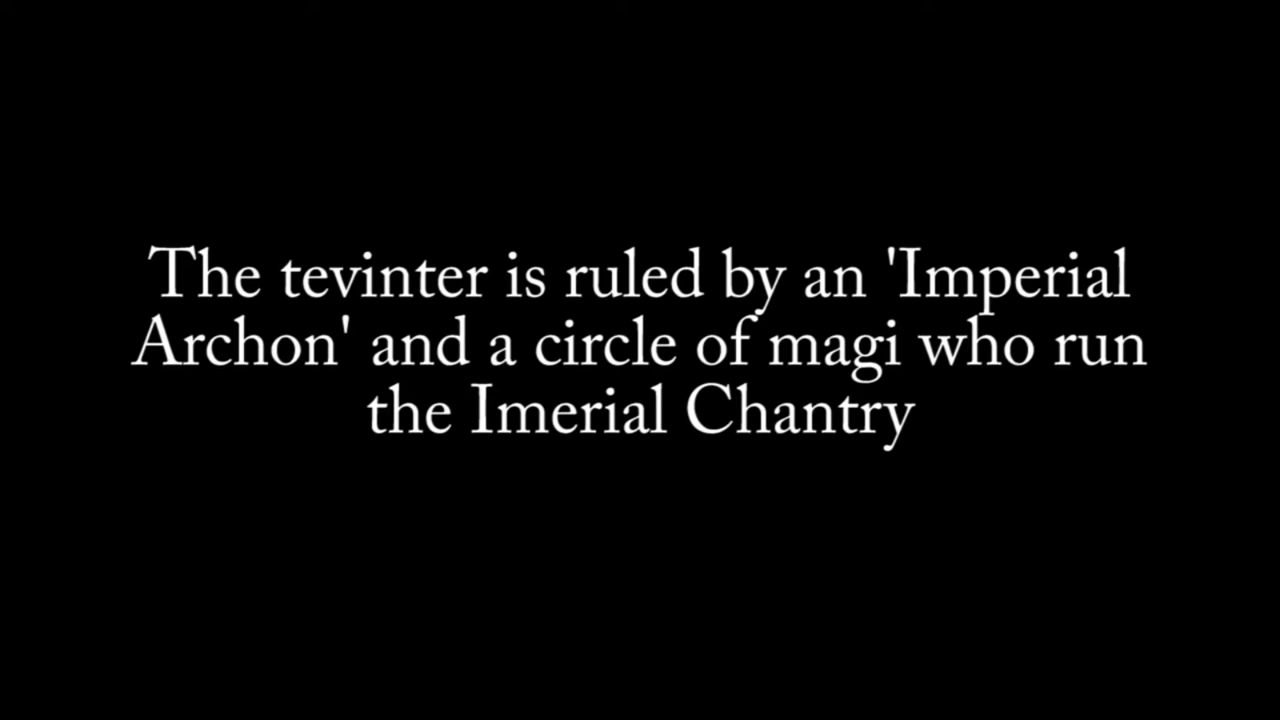 The tevinter is ruled by an 'Imperial
Archon' and a circle of magi who run
the Imerial Chantry